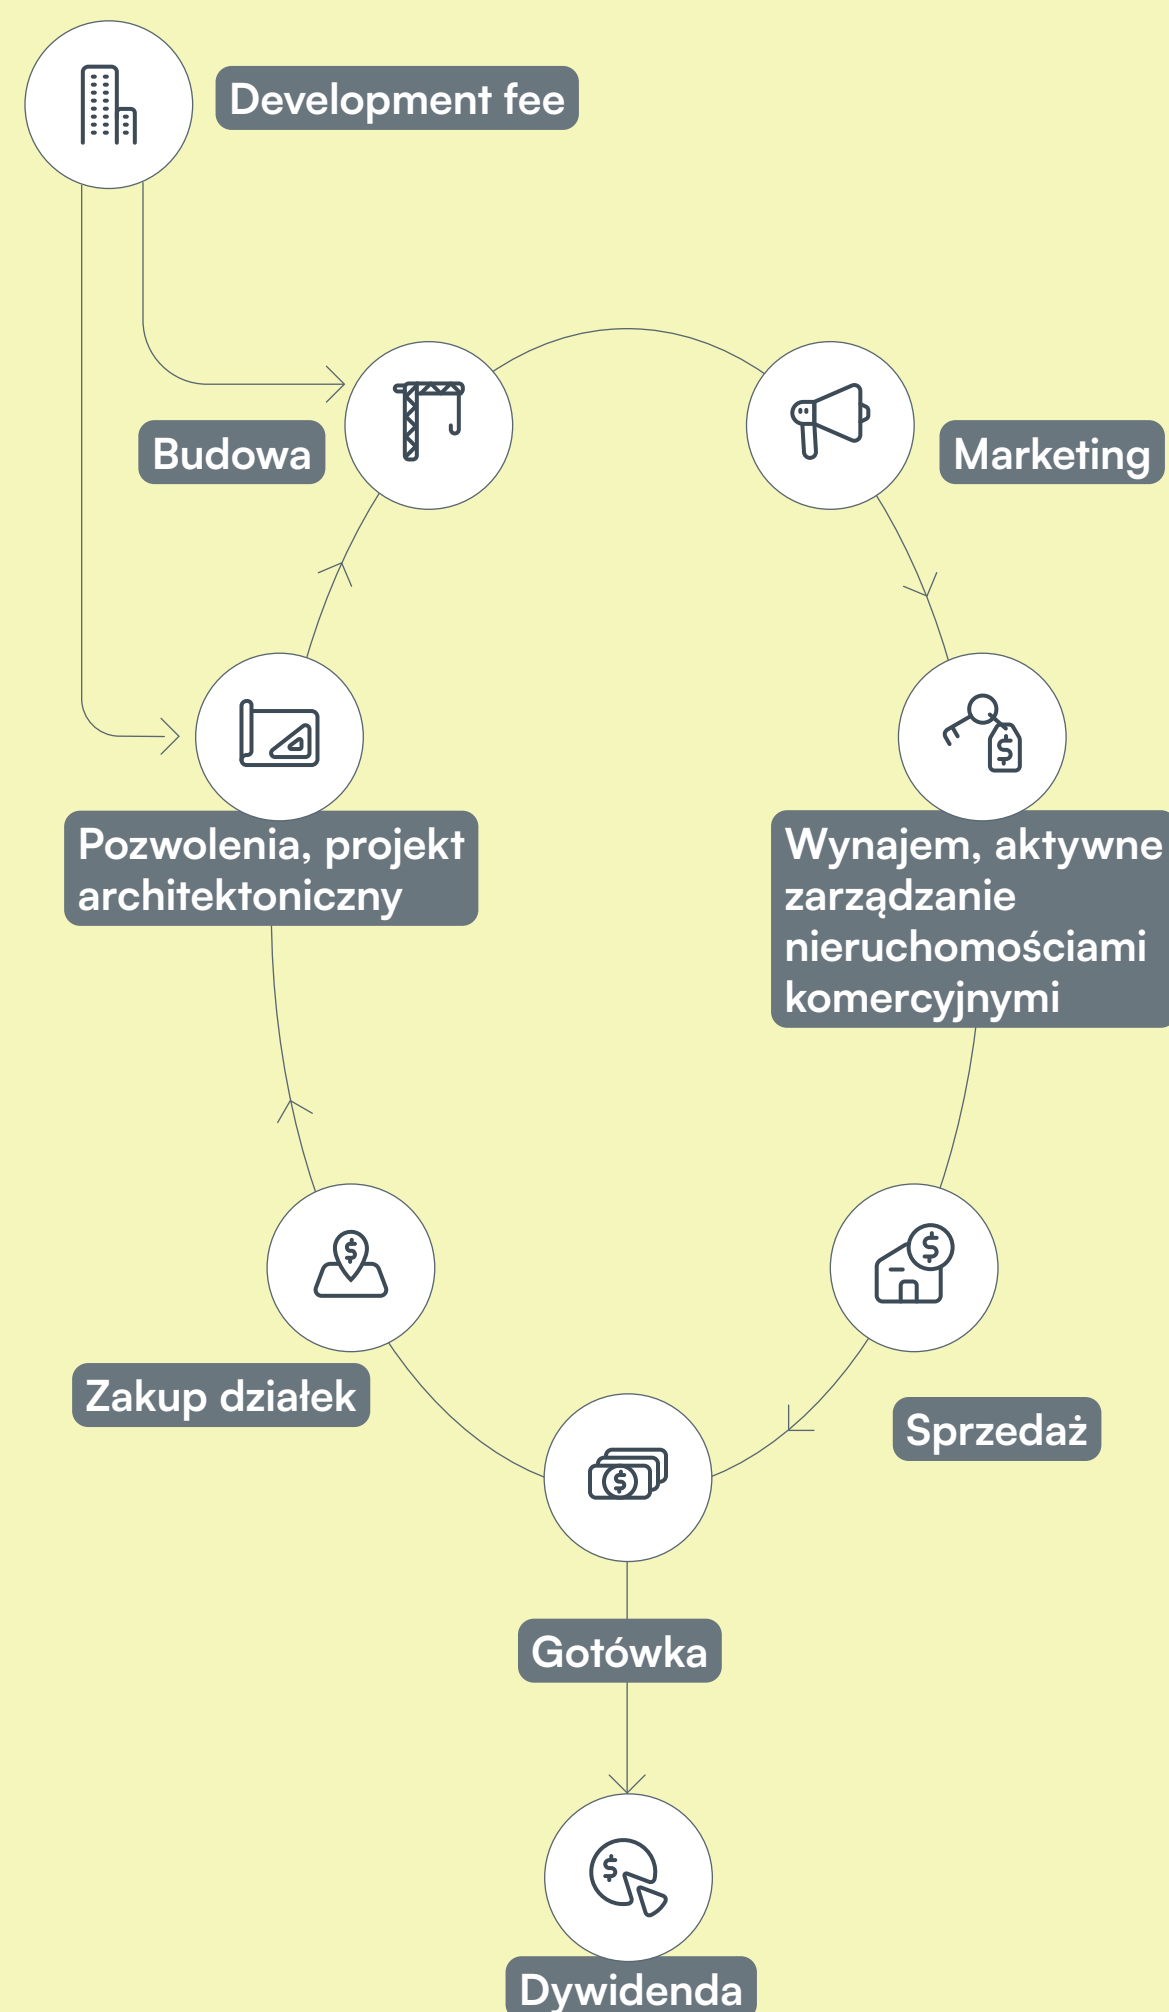 Development fee
Budowa
Marketing
Pozwolenia, projekt
architektoniczny
Wynajem, aktywne
zarządzanie
nieruchomościami
komercyjnymi
Zakup działek
Sprzedaż
Gotówka
Dywidenda